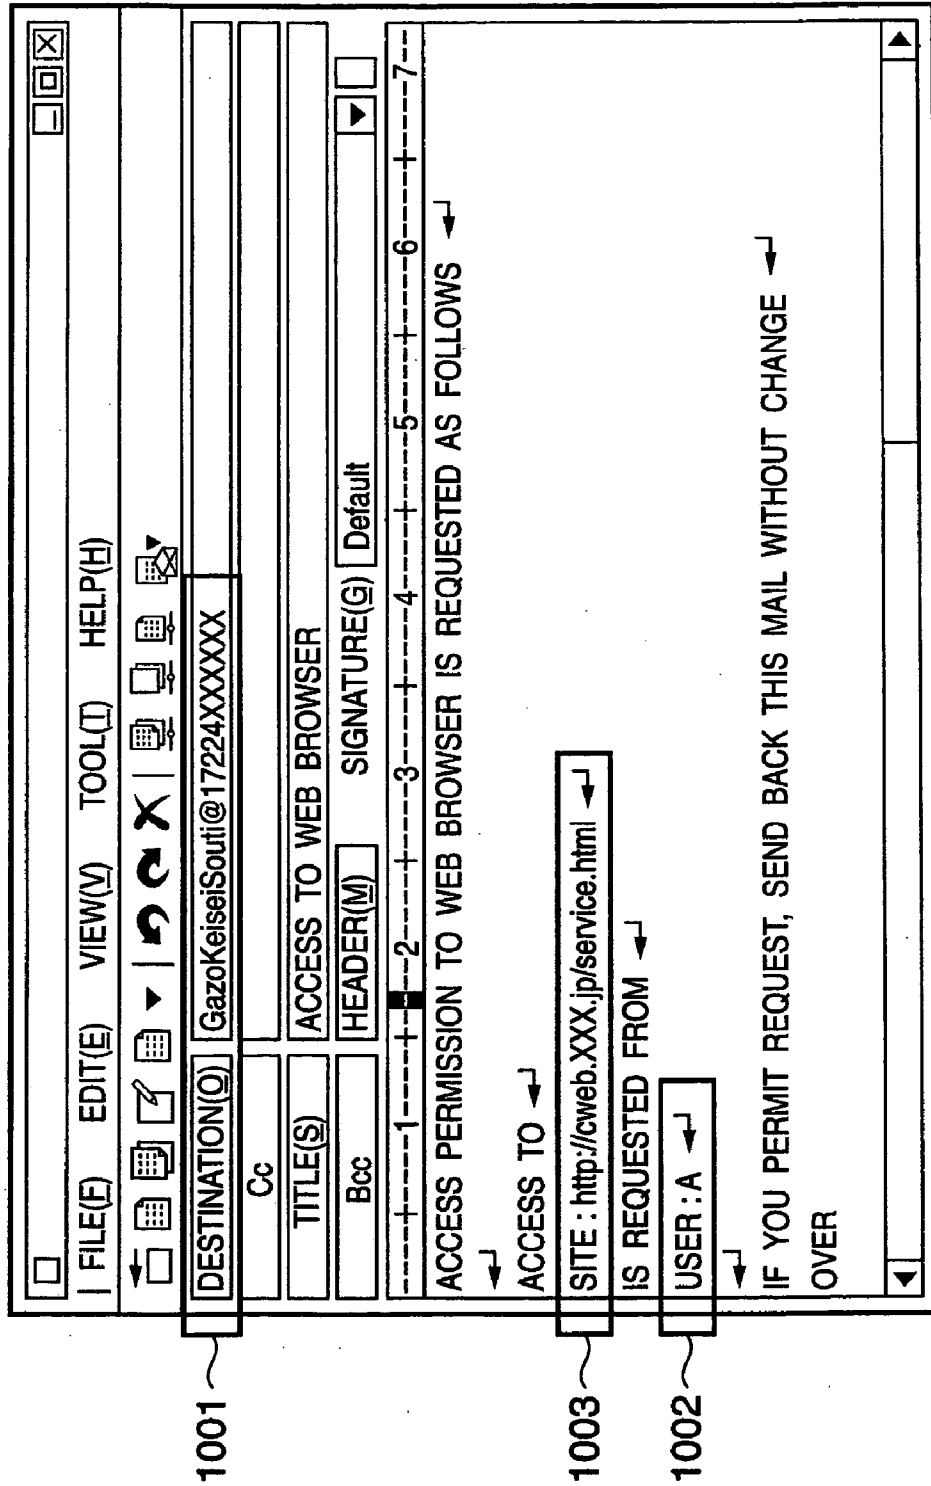 FILE(F) EDIT(E) VIEW(V) TOOL(T) HELP(H)
1001
DESTINATION(O) GazoKeiseiSouti@17224XXXXXX
Cc
TITLE(S) ACCESS TO WEB BROWSER
Bcc HEADER(M) SIGNATURE(G) Default
1 2 3 4 5 6 7
ACCESS PERMISSION TO WEB BROWSER IS REQUESTED AS FOLLOWS
ACCESS TO
1003
SITE : http://cweb.XXX.jp/service.html
IS REQUESTED FROM
1002
USER : A
IF YOU PERMIT REQUEST, SEND BACK THIS MAIL WITHOUT CHANGE
OVER